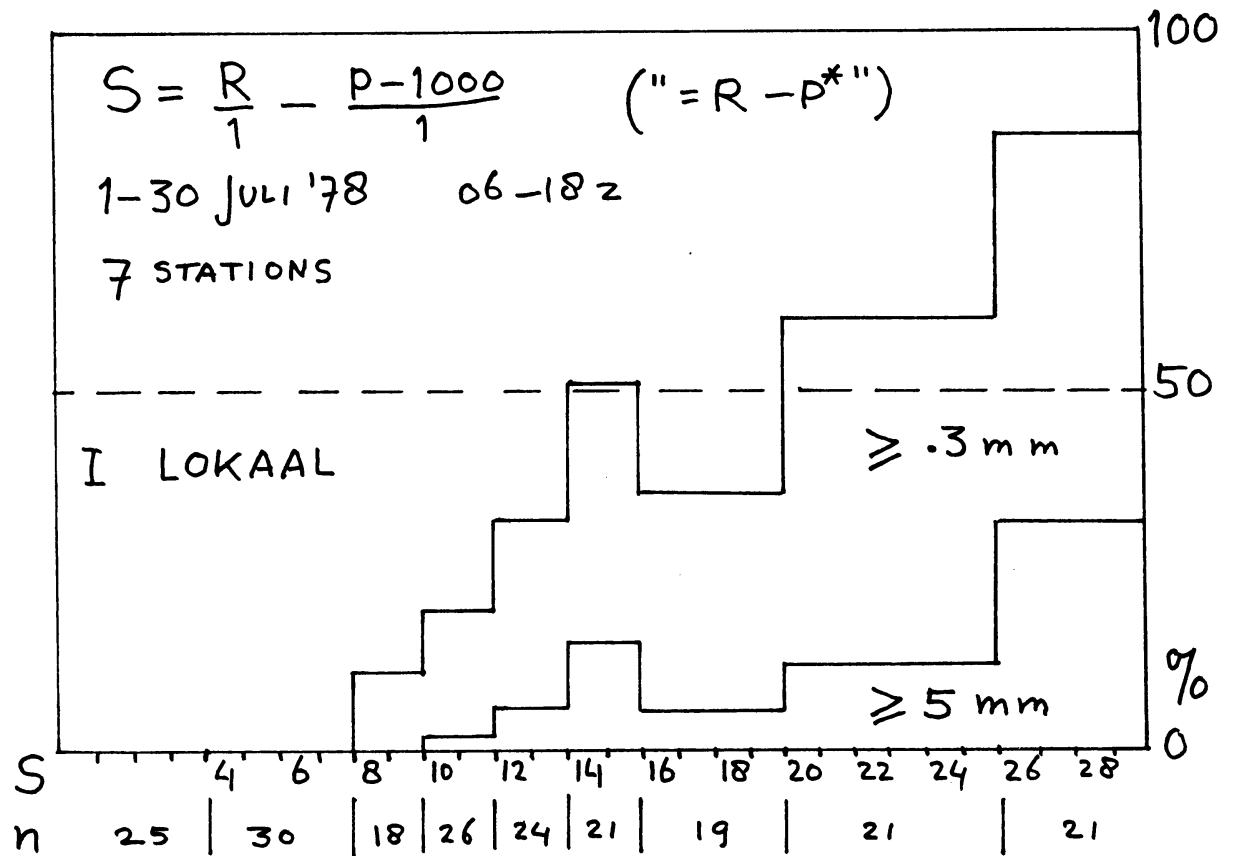 100
S = R/1 − P−1000/1 ("= R − P*")
1−30 JULI '78 06−18 z
7 STATIONS
50
≥ .3 mm
I LOKAAL
%
≥ 5 mm
0
S 4 6 8 10 12 14 16 18 20 22 24 26 28
n 25 | 30 | 18 | 26 | 24 | 21 | 19 | 21 | 21